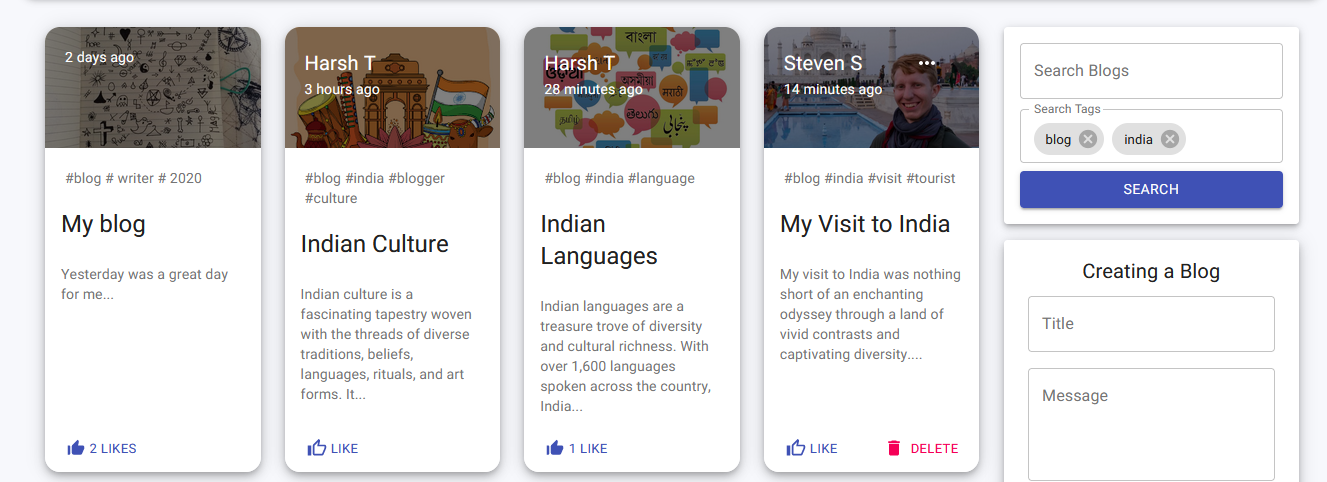 2 days ago
#blog # writer # 2020
My blog
Yesterday was a great day
for me...
2 LIKES
Harsh T
3 hours ago
#blog #india #blogger
#culture
Indian Culture
Indian culture is a
fascinating tapestry woven
with the threads of diverse
traditions, beliefs,
languages, rituals, and art
forms. It...
LIKE
Harsh T
28 minutes ago
বাংলা
ଓଡ଼ିଆ
অসমীয়া
मराठी
தமிழ்
తెలుగు
پنجابی
#blog #india #language
Indian
Languages
Indian languages are a
treasure trove of diversity
and cultural richness. With
over 1,600 languages
spoken across the country,
India...
1 LIKE
Steven S
14 minutes ago
#blog #india #visit #tourist
My Visit to India
My visit to India was nothing
short of an enchanting
odyssey through a land of
vivid contrasts and
captivating diversity....
LIKE
DELETE
Search Blogs
Search Tags
blog
india
SEARCH
Creating a Blog
Title
Message